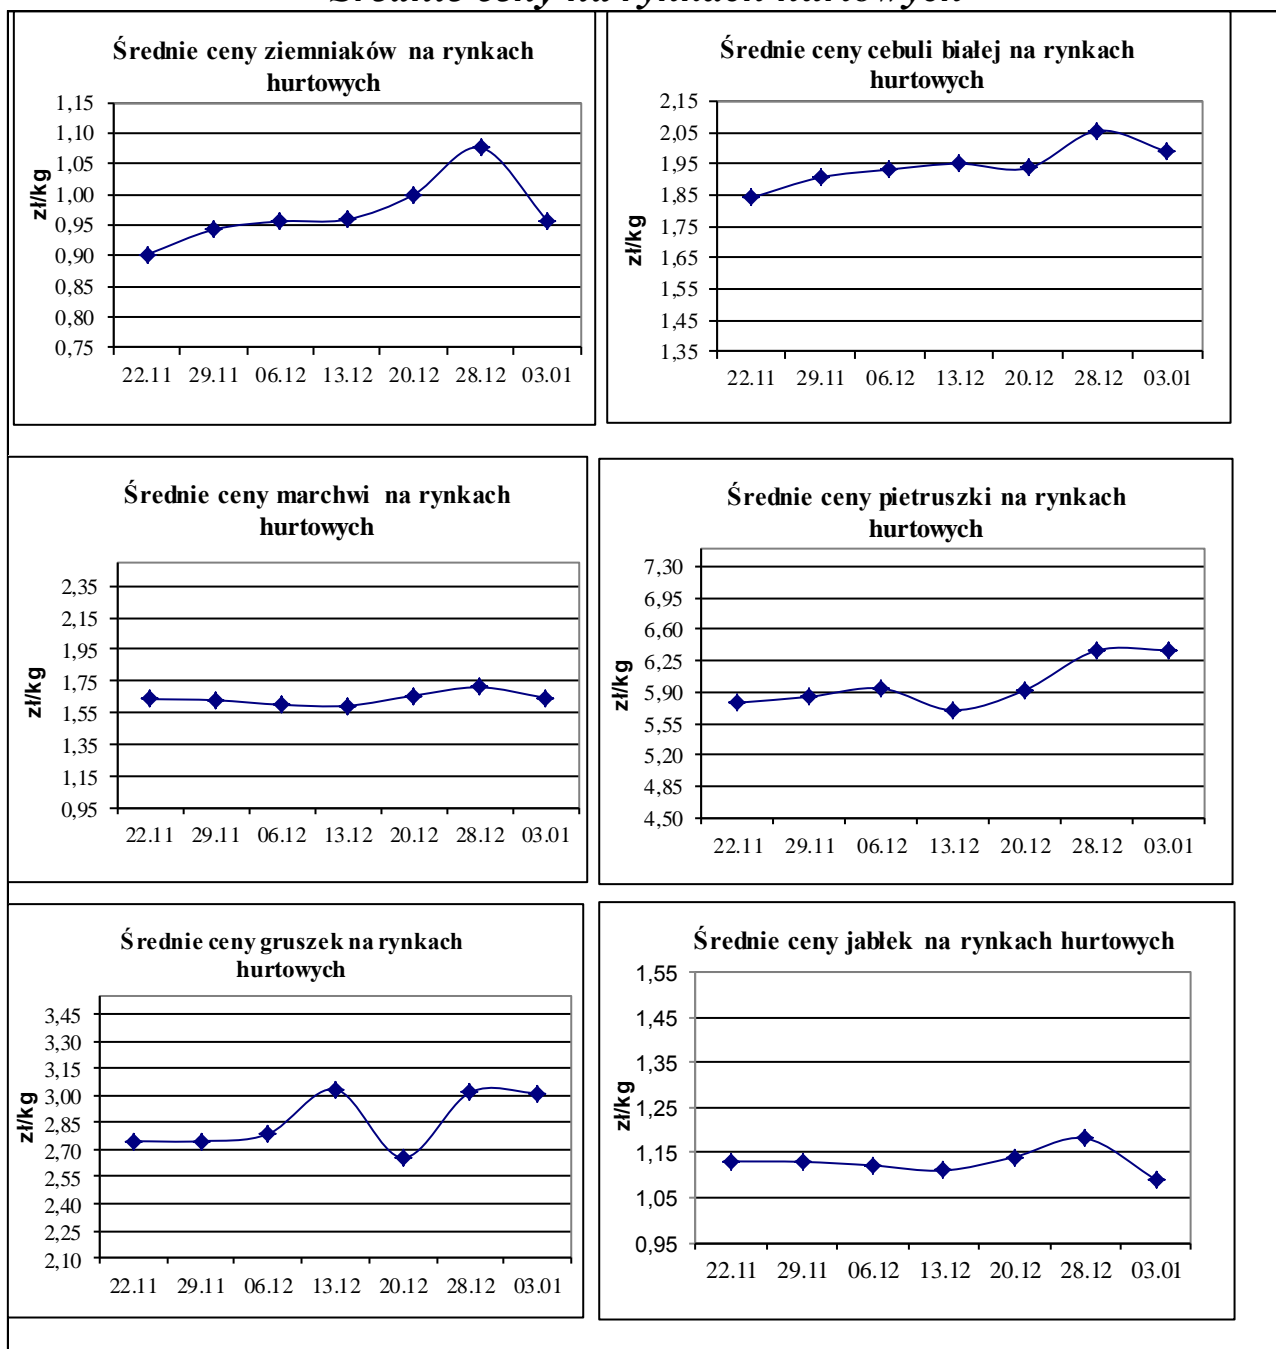 Średnie ceny na rynkach hurtowych
Średnie ceny ziemniaków na rynkach
hurtowych
zł/kg
1,15
1,10
1,05
1,00
0,95
0,90
0,85
0,80
0,75
22.11 29.11 06.12 13.12 20.12 28.12 03.01
Średnie ceny cebuli białej na rynkach
hurtowych
zł/kg
2,15
2,05
1,95
1,85
1,75
1,65
1,55
1,45
1,35
22.11 29.11 06.12 13.12 20.12 28.12 03.01
Średnie ceny marchwi na rynkach
hurtowych
zł/kg
2,35
2,15
1,95
1,75
1,55
1,35
1,15
0,95
22.11 29.11 06.12 13.12 20.12 28.12 03.01
Średnie ceny pietruszki na rynkach
hurtowych
zł/kg
7,30
6,95
6,60
6,25
5,90
5,55
5,20
4,85
4,50
22.11 29.11 06.12 13.12 20.12 28.12 03.01
Średnie ceny gruszek na rynkach
hurtowych
zł/kg
3,45
3,30
3,15
3,00
2,85
2,70
2,55
2,40
2,25
2,10
22.11 29.11 06.12 13.12 20.12 28.12 03.01
Średnie ceny jabłek na rynkach hurtowych
zł/kg
1,55
1,45
1,35
1,25
1,15
1,05
0,95
22.11 29.11 06.12 13.12 20.12 28.12 03.01